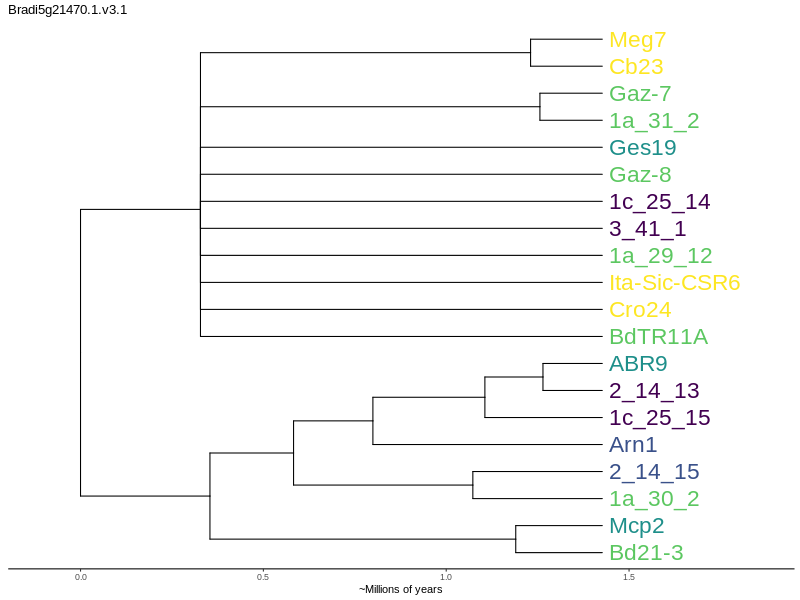 Bradi5g21470.1.v3.1
Meg7
Cb23
Gaz-7
1a_31_2
Ges19
Gaz-8
1c_25_14
3_41_1
1a_29_12
Ita-Sic-CSR6
Cro24
BdTR11A
ABR9
2_14_13
1c_25_15
Arn1
2_14_15
1a_30_2
Mcp2
Bd21-3
0.0 0.5 1.0 1.5
~Millions of years